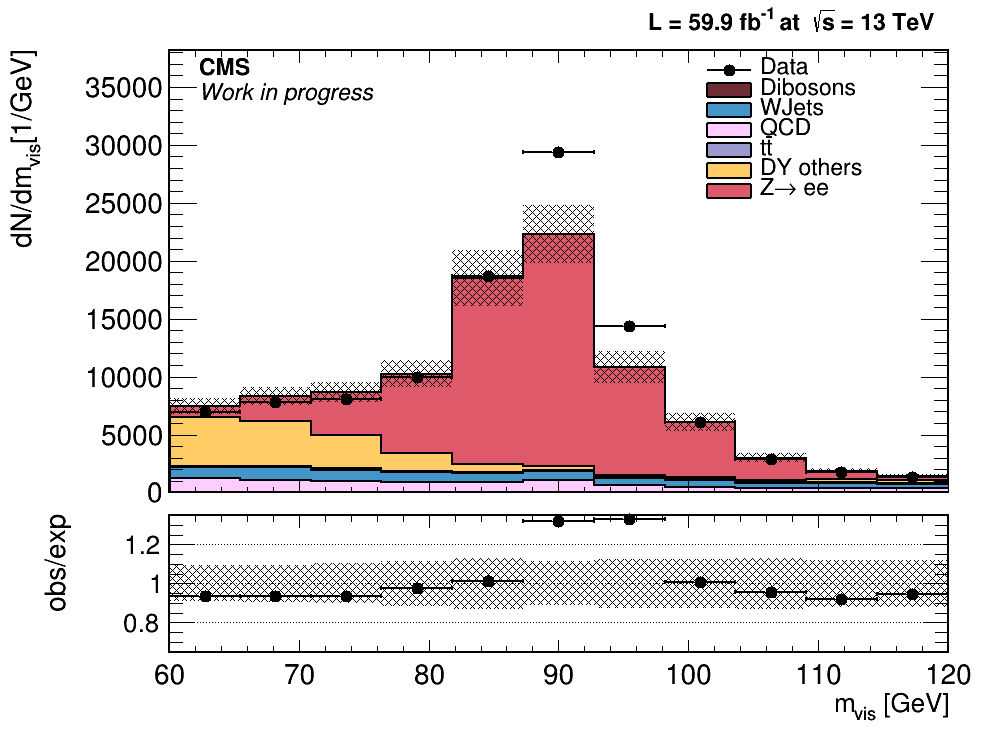 L = 59.9 fb⁻¹ at √s = 13 TeV
dN/dm_vis[1/GeV]
CMS
Work in progress
Data
Dibosons
WJets
QCD
tt̄
DY others
Z→ ee
35000
30000
25000
20000
15000
10000
5000
0
obs/exp
1.2
1
0.8
60 70 80 90 100 110 120
m_vis [GeV]